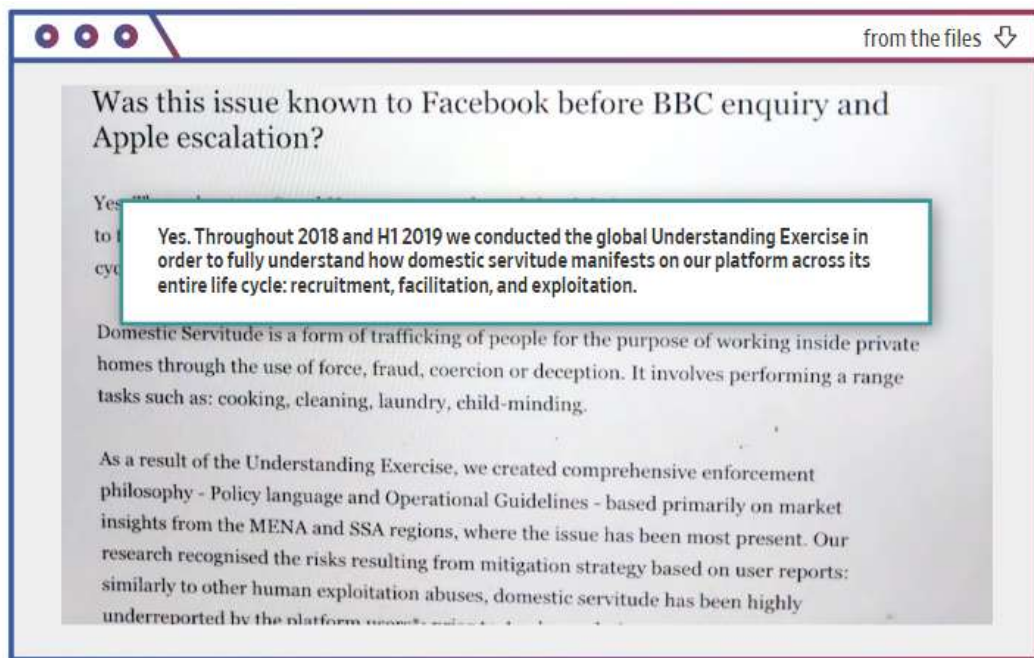 from the files
Was this issue known to Facebook before BBC enquiry and
Apple escalation?
Yes
to
cyc
Yes. Throughout 2018 and H1 2019 we conducted the global Understanding Exercise in
order to fully understand how domestic servitude manifests on our platform across its
entire life cycle: recruitment, facilitation, and exploitation.
Domestic Servitude is a form of trafficking of people for the purpose of working inside private
homes through the use of force, fraud, coercion or deception. It involves performing a range
tasks such as: cooking, cleaning, laundry, child-minding.
As a result of the Understanding Exercise, we created comprehensive enforcement
philosophy - Policy language and Operational Guidelines - based primarily on market
insights from the MENA and SSA regions, where the issue has been most present. Our
research recognised the risks resulting from mitigation strategy based on user reports:
similarly to other human exploitation abuses, domestic servitude has been highly
underreported by the platform